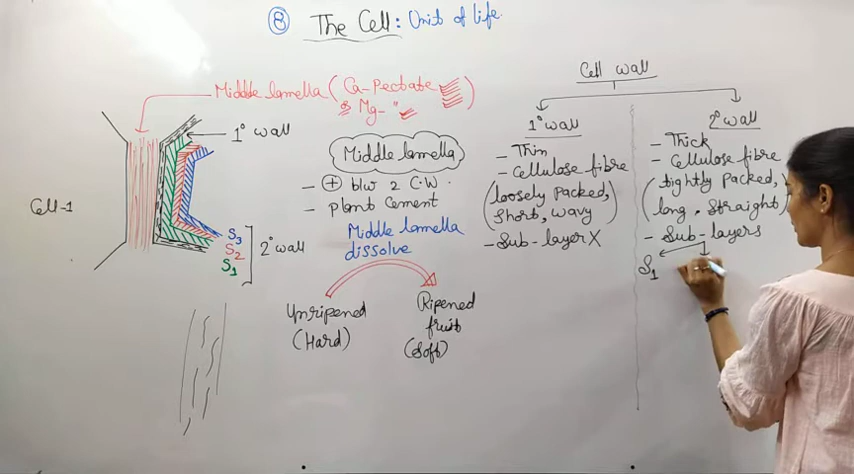 8 The Cell: Unit of life.
Middle lamella (Ca-Pectate
& Mg- " )
1° wall
Cell-1
S3
S2
S1
2° wall
Middle lamella
- + b/w 2 C.W.
- Plant Cement
Middle lamella
dissolve
Unripened
(Hard)
Ripened
fruit
(Soft)
Cell wall
1° wall
- Thin
- Cellulose fibre
(loosely Packed,
Short, wavy)
- Sub-layer X
2° wall
- Thick
- Cellulose fibre
(tightly Packed,
long, Straight)
- Sub-layers
S1